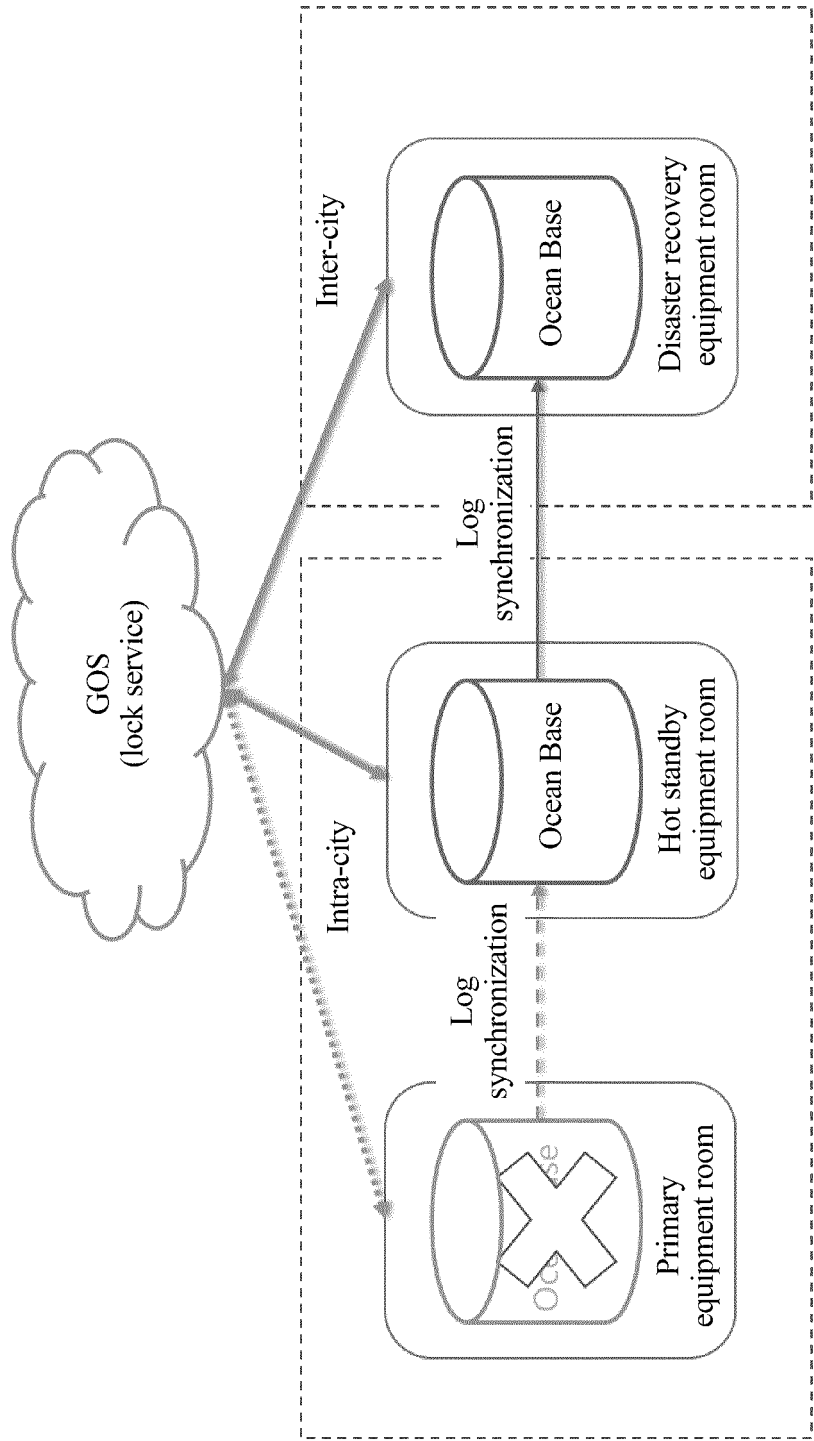 GOS
(lock service)
Intra-city
Inter-city
Log
synchronization
Log
synchronization
Ocean Base
Ocean Base
Primary
equipment room
Hot standby
equipment room
Disaster recovery
equipment room